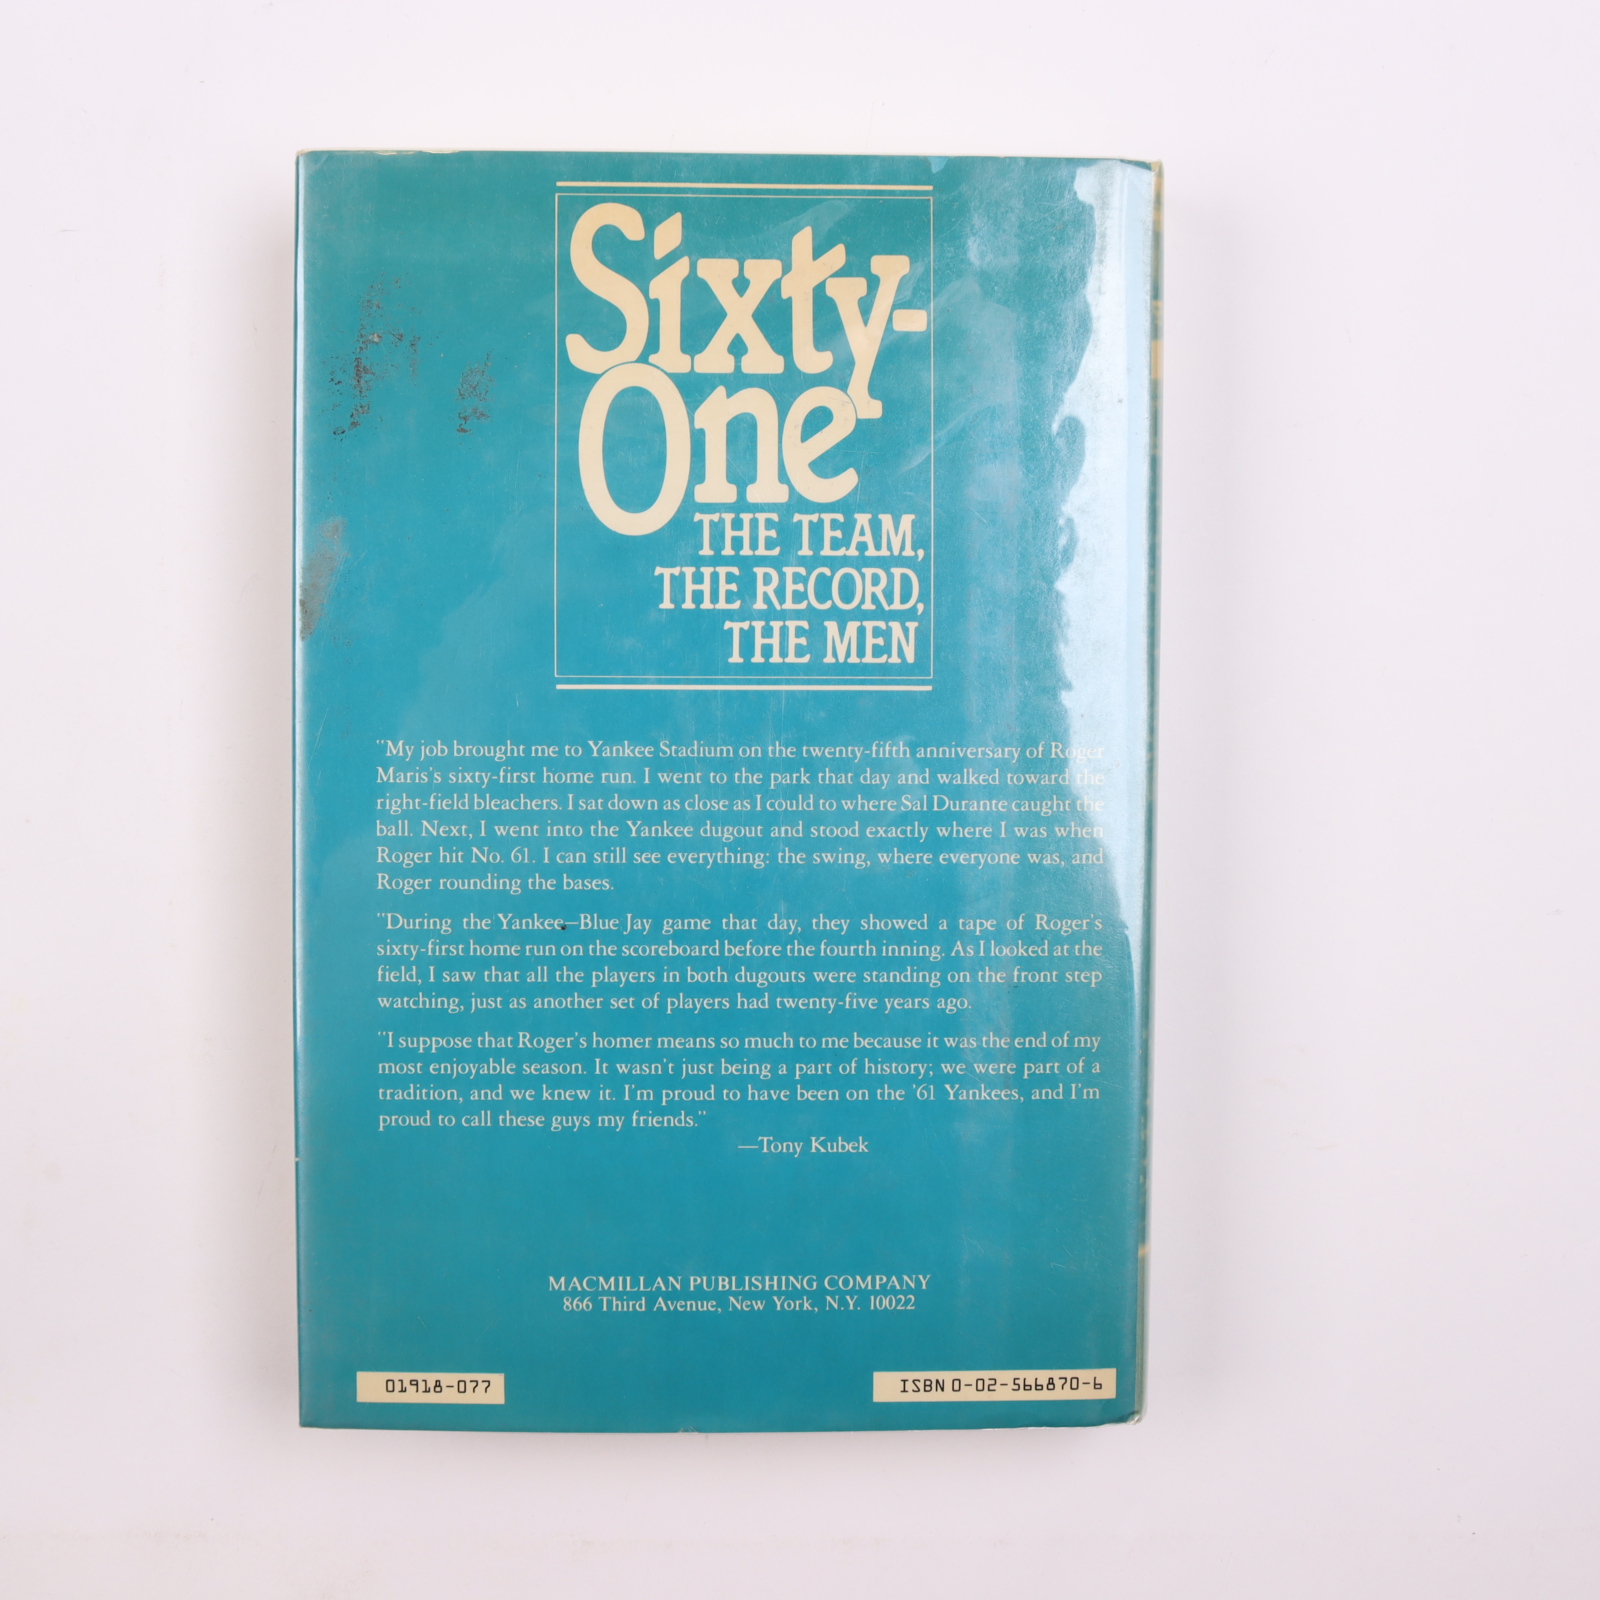 Sixty-
One
THE TEAM,
THE RECORD,
THE MEN
"My job brought me to Yankee Stadium on the twenty-fifth anniversary of Roger
Maris's sixty-first home run. I went to the park that day and walked toward the
right-field bleachers. I sat down as close as I could to where Sal Durante caught the
ball. Next, I went into the Yankee dugout and stood exactly where I was when
Roger hit No. 61. I can still see everything: the swing, where everyone was, and
Roger rounding the bases.
"During the Yankee–Blue Jay game that day, they showed a tape of Roger's
sixty-first home run on the scoreboard before the fourth inning. As I looked at the
field, I saw that all the players in both dugouts were standing on the front step
watching, just as another set of players had twenty-five years ago.
"I suppose that Roger's homer means so much to me because it was the end of my
most enjoyable season. It wasn't just being a part of history; we were part of a
tradition, and we knew it. I'm proud to have been on the '61 Yankees, and I'm
proud to call these guys my friends."
—Tony Kubek
MACMILLAN PUBLISHING COMPANY
866 Third Avenue, New York, N.Y. 10022
01918-077
ISBN 0-02-566870-6